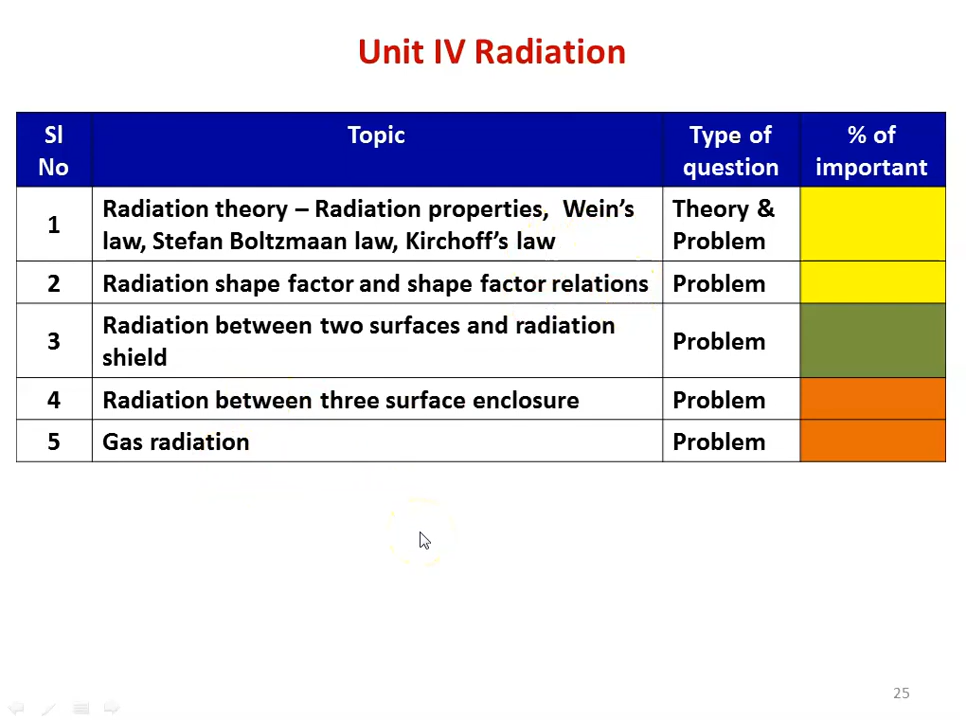 Unit IV Radiation
Sl No Topic Type of question % of important
1 Radiation theory – Radiation properties, Wein's law, Stefan Boltzmaan law, Kirchoff's law Theory & Problem
2 Radiation shape factor and shape factor relations Problem
3 Radiation between two surfaces and radiation shield Problem
4 Radiation between three surface enclosure Problem
5 Gas radiation Problem
25